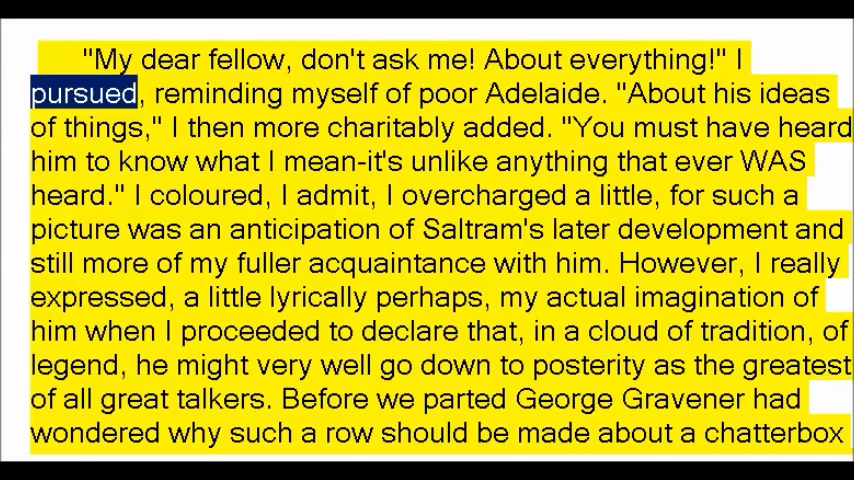 "My dear fellow, don't ask me! About everything!" I
pursued, reminding myself of poor Adelaide. "About his ideas
of things," I then more charitably added. "You must have heard
him to know what I mean-it's unlike anything that ever WAS
heard." I coloured, I admit, I overcharged a little, for such a
picture was an anticipation of Saltram's later development and
still more of my fuller acquaintance with him. However, I really
expressed, a little lyrically perhaps, my actual imagination of
him when I proceeded to declare that, in a cloud of tradition, of
legend, he might very well go down to posterity as the greatest
of all great talkers. Before we parted George Gravener had
wondered why such a row should be made about a chatterbox